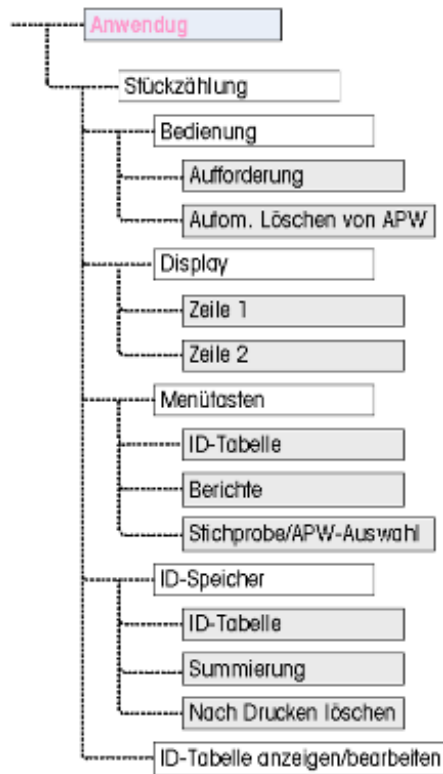 Anwendug
Stückzählung
Bedienung
Aufforderung
Autom. Löschen von APW
Display
Zeile 1
Zeile 2
Menütasten
ID-Tabelle
Berichte
Stichprobe/APW-Auswahl
ID-Speicher
ID-Tabelle
Summierung
Nach Drucken löschen
ID-Tabelle anzeigen/bearbeiten